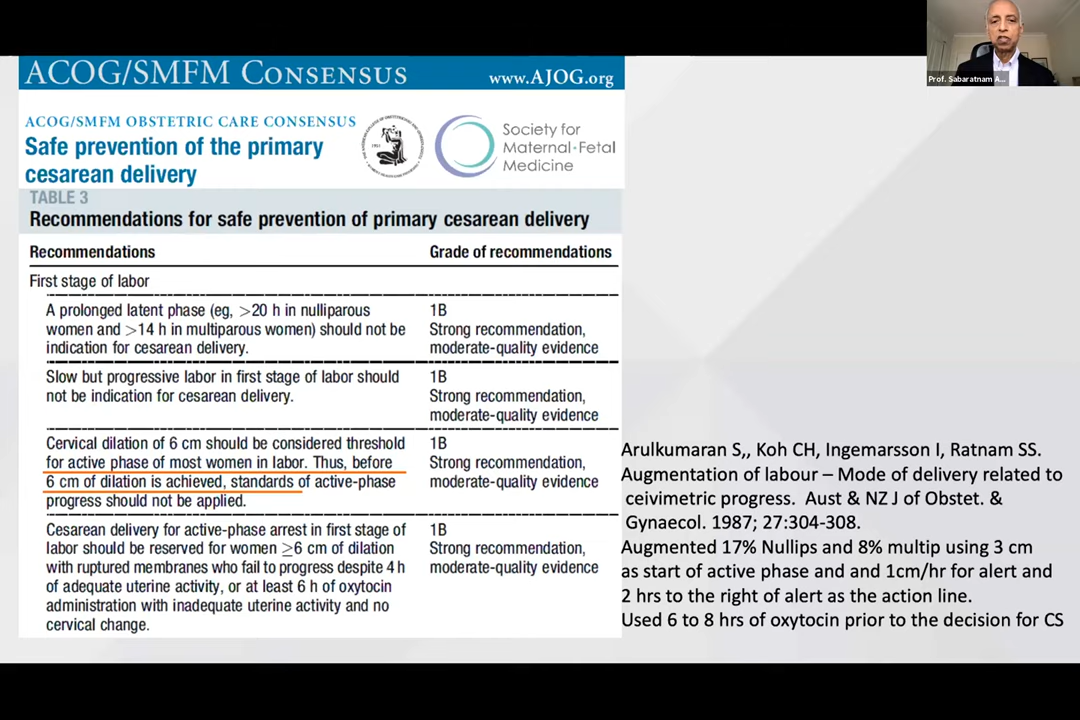 ACOG/SMFM CONSENSUS
www.AJOG.org
ACOG/SMFM OBSTETRIC CARE CONSENSUS
Safe prevention of the primary
cesarean delivery
Society for
Maternal•Fetal
Medicine
TABLE 3
Recommendations for safe prevention of primary cesarean delivery
Recommendations Grade of recommendations
First stage of labor
A prolonged latent phase (eg, >20 h in nulliparous
women and >14 h in multiparous women) should not be
indication for cesarean delivery.
1B
Strong recommendation,
moderate-quality evidence
Slow but progressive labor in first stage of labor should
not be indication for cesarean delivery.
1B
Strong recommendation,
moderate-quality evidence
Cervical dilation of 6 cm should be considered threshold
for active phase of most women in labor. Thus, before
6 cm of dilation is achieved, standards of active-phase
progress should not be applied.
1B
Strong recommendation,
moderate-quality evidence
Cesarean delivery for active-phase arrest in first stage of
labor should be reserved for women ≥6 cm of dilation
with ruptured membranes who fail to progress despite 4 h
of adequate uterine activity, or at least 6 h of oxytocin
administration with inadequate uterine activity and no
cervical change.
1B
Strong recommendation,
moderate-quality evidence
Arulkumaran S,, Koh CH, Ingemarsson I, Ratnam SS.
Augmentation of labour – Mode of delivery related to
ceivimetric progress. Aust & NZ J of Obstet. &
Gynaecol. 1987; 27:304-308.
Augmented 17% Nullips and 8% multip using 3 cm
as start of active phase and and 1cm/hr for alert and
2 hrs to the right of alert as the action line.
Used 6 to 8 hrs of oxytocin prior to the decision for CS
Prof. Sabaratnam A...